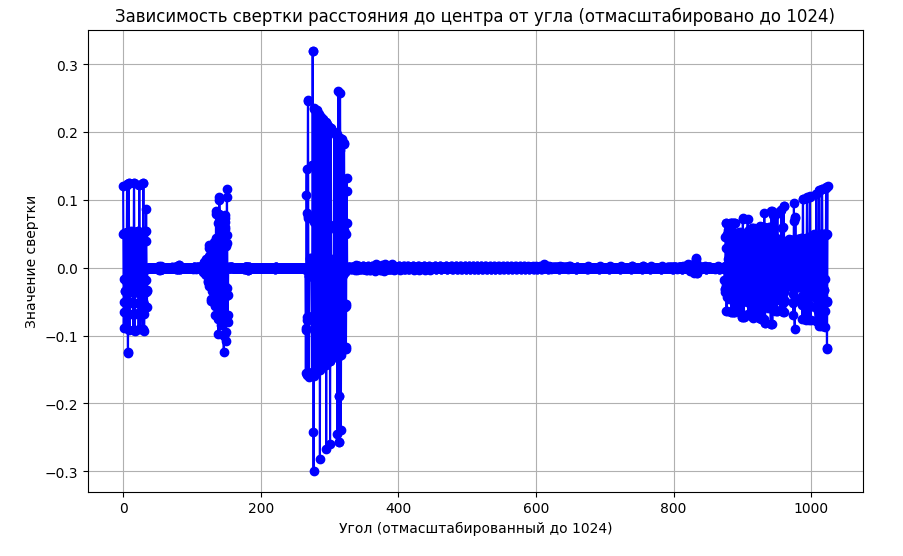 Зависимость свертки расстояния до центра от угла (отмасштабировано до 1024)
0.3
0.2
0.1
0.0
−0.1
−0.2
−0.3
Значение свертки
0 200 400 600 800 1000
Угол (отмасштабированный до 1024)